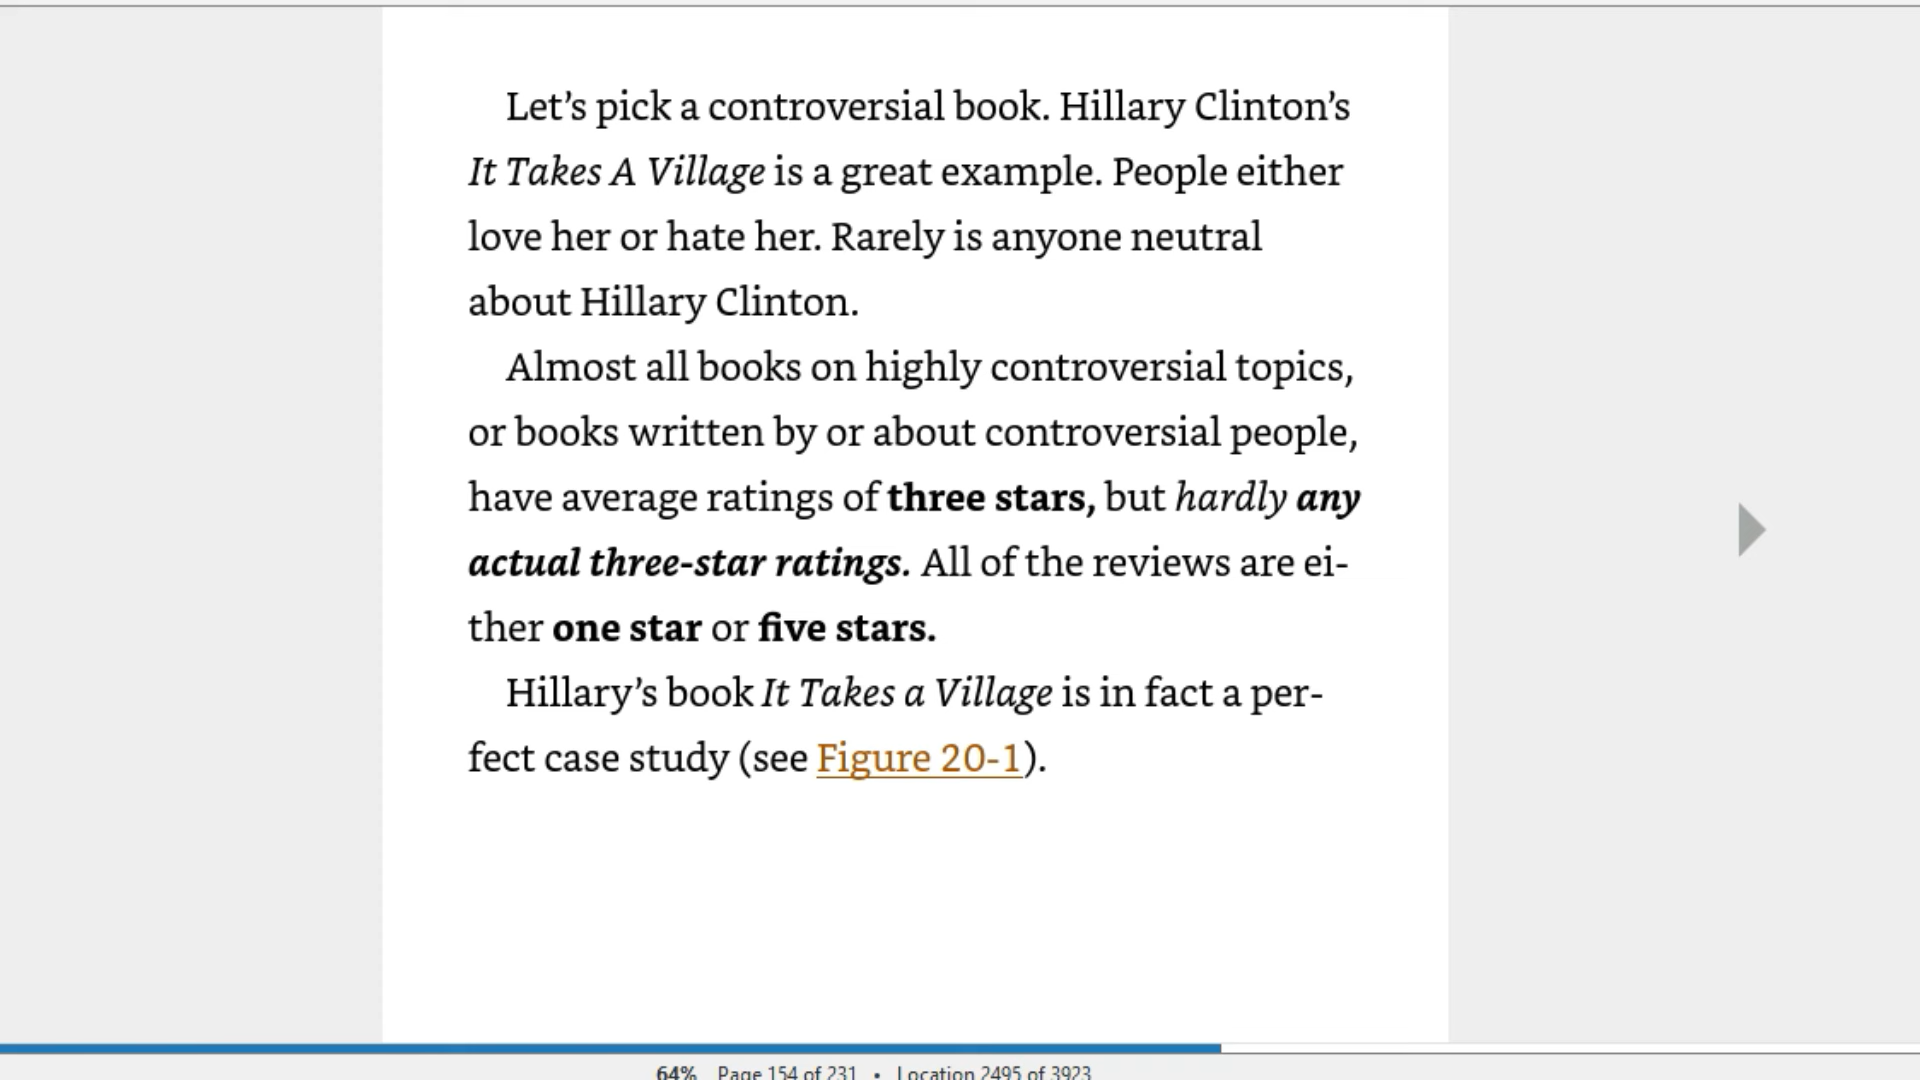 Let’s pick a controversial book. Hillary Clinton’s
It Takes A Village is a great example. People either
love her or hate her. Rarely is anyone neutral
about Hillary Clinton.
Almost all books on highly controversial topics,
or books written by or about controversial people,
have average ratings of three stars, but hardly any
actual three-star ratings. All of the reviews are ei-
ther one star or five stars.
Hillary’s book It Takes a Village is in fact a per-
fect case study (see Figure 20-1).
64% Page 154 of 231 • Location 2495 of 3923